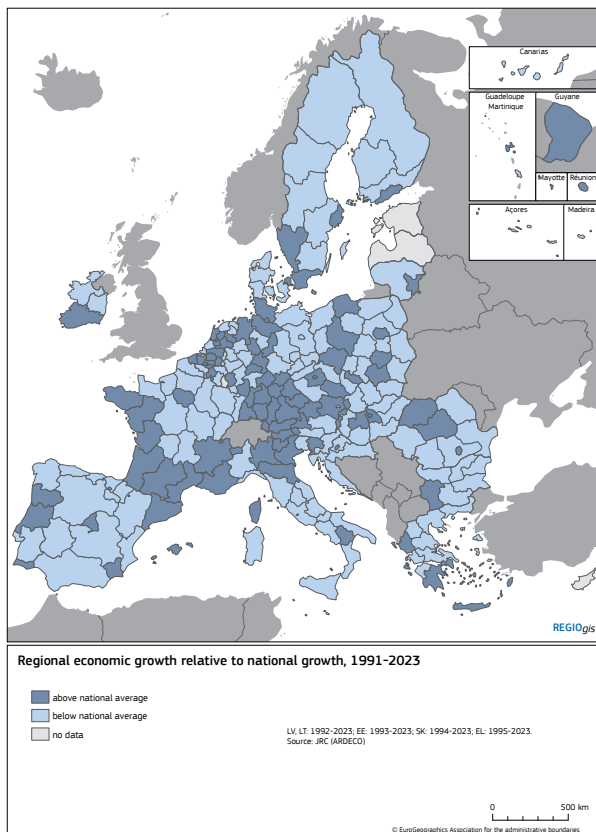 Canarias
Guadeloupe
Martinique
Guyane
Mayotte
Réunion
Açores
Madeira
REGIOgis
Regional economic growth relative to national growth, 1991-2023
above national average
below national average
no data
LV, LT: 1992-2023; EE: 1993-2023; SK: 1994-2023; EL: 1995-2023.
Source: JRC (ARDECO)
0 500 km
© EuroGeographics Association for the administrative boundaries